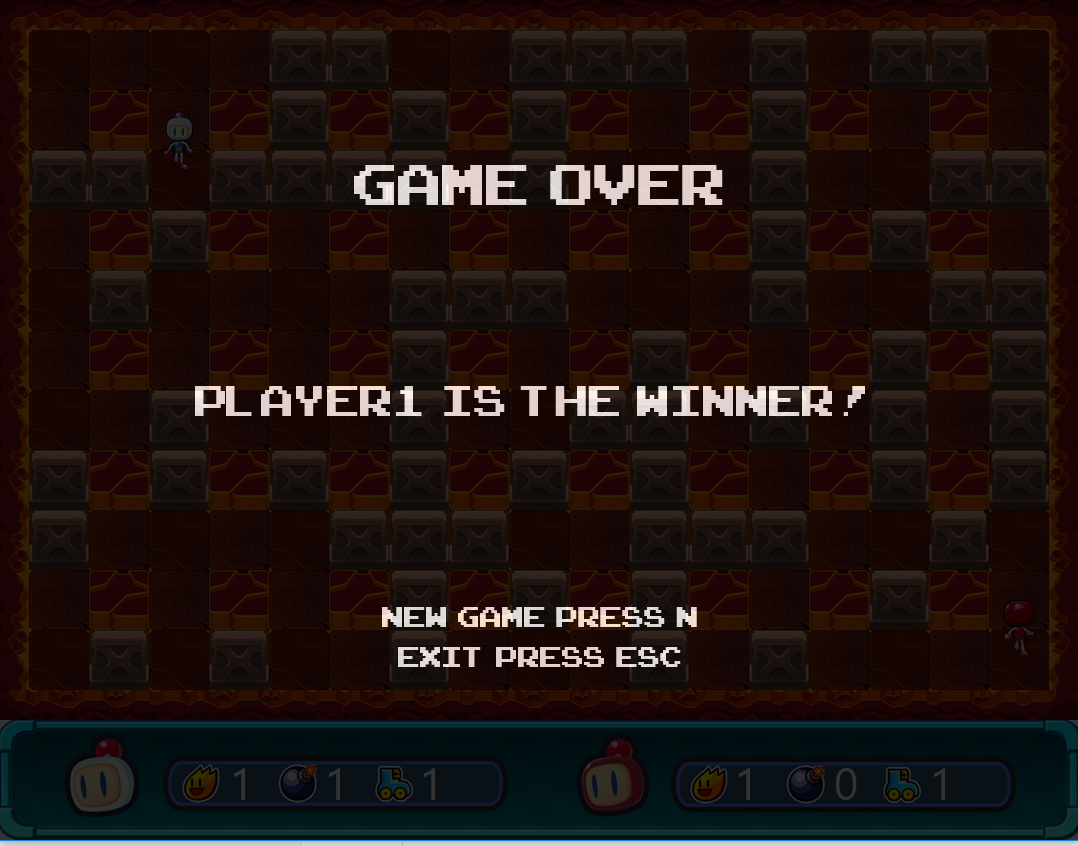 GAME OVER
PLAYER1 IS THE WINNER!
NEW GAME PRESS N
EXIT PRESS ESC
1 1 1 1 0 1